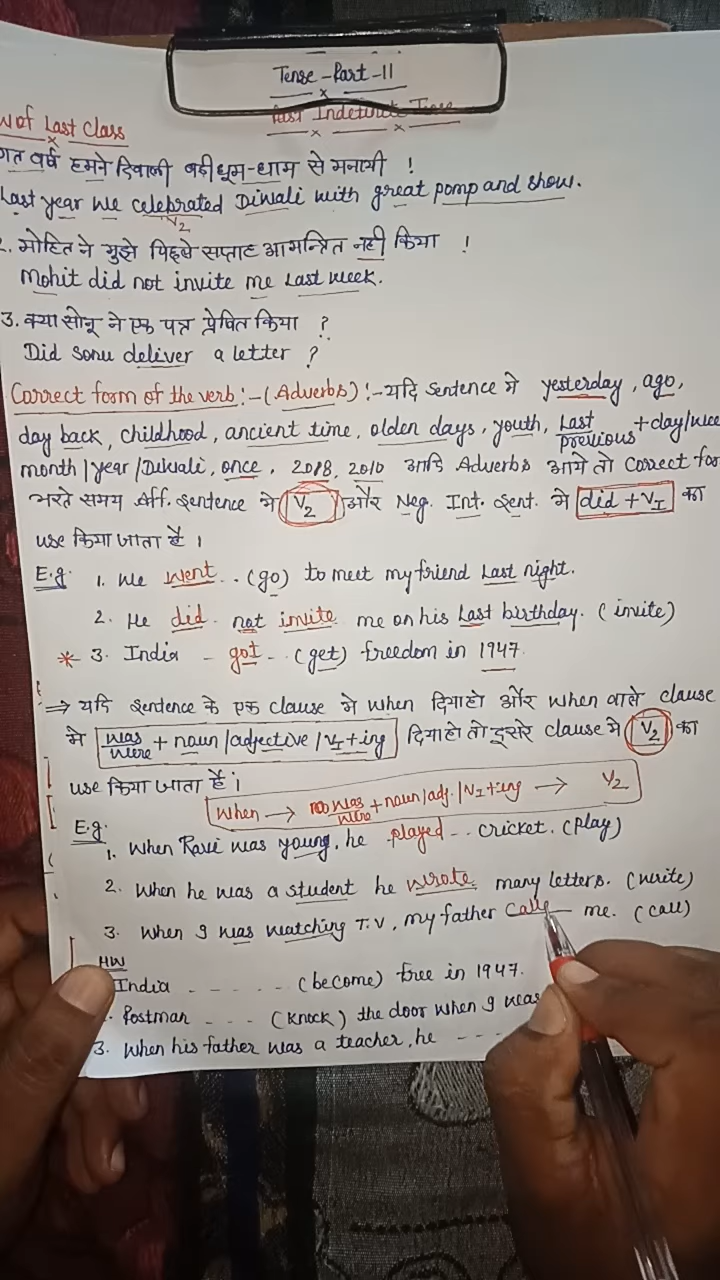 Tense-Part-II
Past Indefinite Tense
W of Last Class
गत वर्ष हमने दिवाली बड़ी धूम-धाम से मनायी !
Last year we celebrated Diwali with great pomp and show.
V2
2. मोहित ने मुझे पिछले सप्ताह आमन्त्रित नही किया !
Mohit did not invite me Last week.
3. क्या सोनू ने एक पत्र प्रेषित किया ?
Did sonu deliver a letter ?
Correct form of the verb:-(Adverbs) :- यदि sentence मे yesterday, ago,
day back, childhood, ancient time, olden days, youth, Last previous + day/
month/year/Diwali, once, 2018, 2010 आदि Adverbs आये तो correct
भरते समय Aff. sentence मे V2 और Neg. Int. Sent. मे did + VI का
use किया जाता है।
E.g. 1. We went .. (go) to meet my friend Last night.
2. He did not invite me on his Last birthday. (invite)
* 3. India - got -- (get) freedom in 1947.
⇒ यदि sentence के एक clause मे when दिया हो और when वाले clause
मे was/were + noun/adjective/VI+ing दिया हो तो दूसरे clause मे V2 का
use किया जाता है।
When → was/were + noun/adj./VI+ing → V2
E.g.
1. When Ravi was young, he played -- cricket. (Play)
2. When he was a student he wrote many letters. (write)
3. When I was watching T.V, my father calle me. (call)
HW
India - - - - - (become) free in 1947.
Postman - - - (knock) the door when I was
3. When his father was a teacher, he - - -